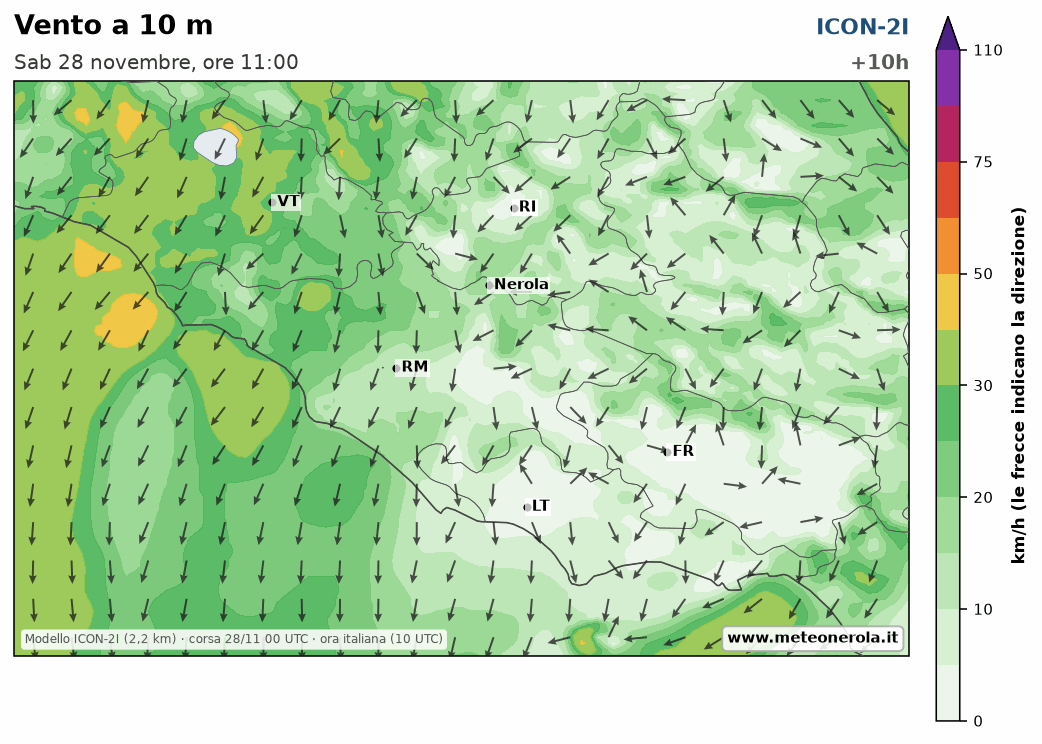 Vento a 10 m
ICON-2I
Sab 28 novembre, ore 11:00
+10h
110
75
50
30
20
10
0
km/h (le frecce indicano la direzione)
VT
RI
Nerola
RM
FR
LT
Modello ICON-2I (2,2 km) · corsa 28/11 00 UTC · ora italiana (10 UTC)
www.meteonerola.it